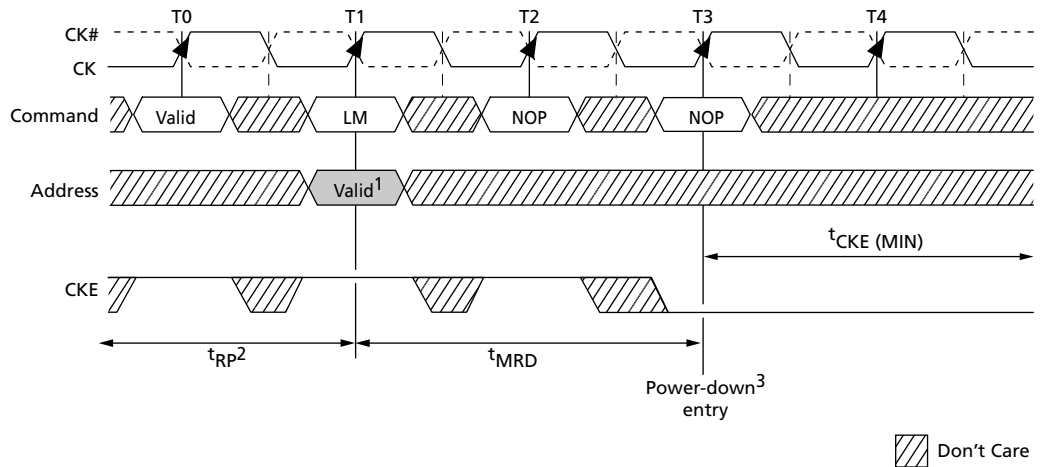 T0 T1 T2 T3 T4
CK#
CK
Command Valid LM NOP NOP
Address Valid1
tCKE (MIN)
CKE
tRP2 tMRD
Power-down3
entry
Don't Care